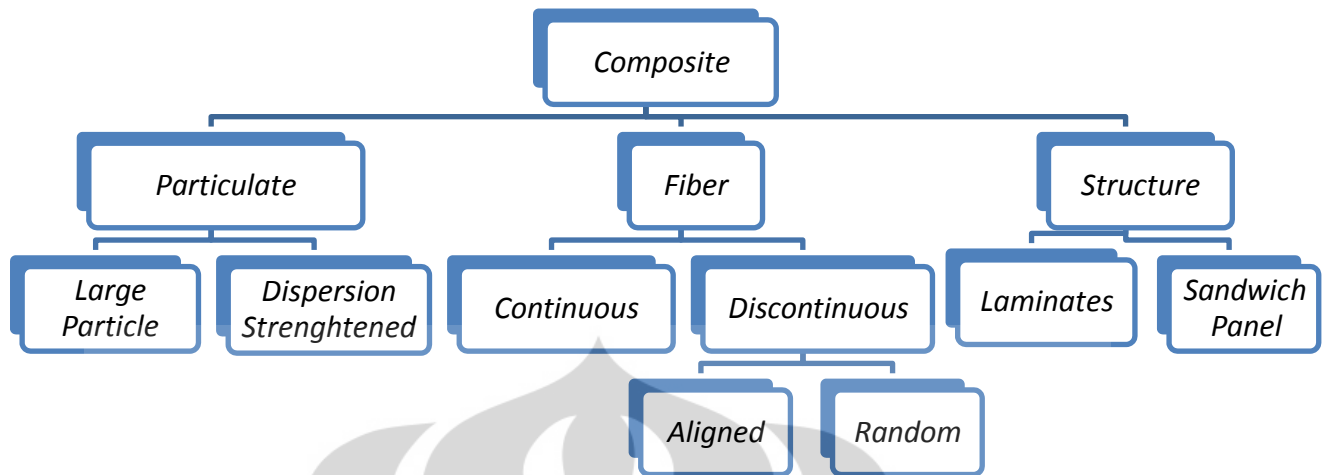 Composite
Particulate
Fiber
Structure
Large
Particle
Dispersion
Strenghtened
Continuous
Discontinuous
Laminates
Sandwich
Panel
Aligned
Random